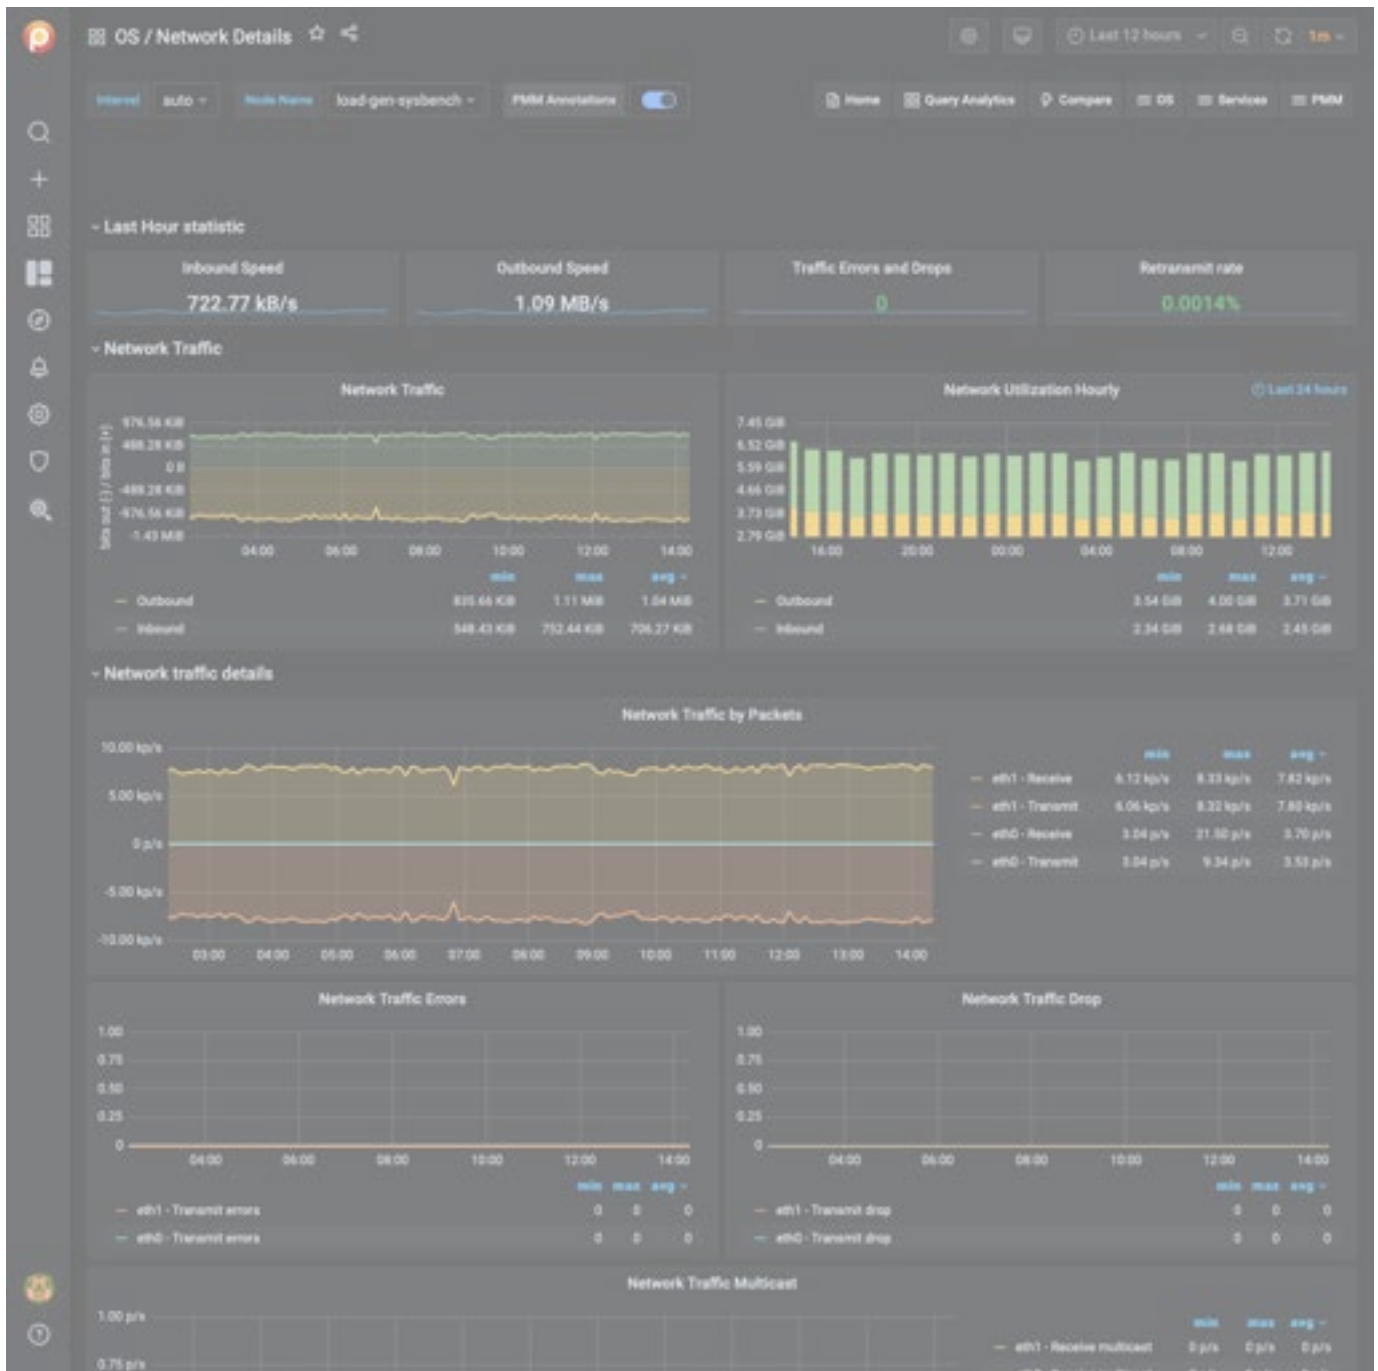 OS / Network Details
Last 12 hours
1m
Interval auto Node Name load-gen-sysbench PMM Annotations
Home Query Analytics Compare OS Services PMM
Last Hour statistic
Inbound Speed Outbound Speed Traffic Errors and Drops Retransmit rate
722.77 kB/s 1.09 MB/s 0 0.0014%
Network Traffic
Network Traffic
bits out (-) / bits in (+)
976.56 KiB
488.28 KiB
0 B
-488.28 KiB
-976.56 KiB
-1.43 MiB
04:00 06:00 08:00 10:00 12:00 14:00
min max avg
Outbound 835.66 KiB 1.11 MiB 1.04 MiB
Inbound 548.43 KiB 752.44 KiB 706.27 KiB
Network Utilization Hourly
Last 24 hours
7.45 GiB
6.52 GiB
5.59 GiB
4.66 GiB
3.73 GiB
2.79 GiB
16:00 20:00 00:00 04:00 08:00 12:00
min max avg
Outbound 3.54 GiB 4.00 GiB 3.71 GiB
Inbound 2.34 GiB 2.68 GiB 2.45 GiB
Network traffic details
Network Traffic by Packets
10.00 kp/s
5.00 kp/s
0 p/s
-5.00 kp/s
-10.00 kp/s
03:00 04:00 05:00 06:00 07:00 08:00 09:00 10:00 11:00 12:00 13:00 14:00
min max avg
eth1 - Receive 6.12 kp/s 8.33 kp/s 7.82 kp/s
eth1 - Transmit 6.06 kp/s 8.32 kp/s 7.80 kp/s
eth0 - Receive 3.04 p/s 21.50 p/s 3.70 p/s
eth0 - Transmit 3.04 p/s 9.34 p/s 3.53 p/s
Network Traffic Errors
1.00
0.75
0.50
0.25
0
04:00 06:00 08:00 10:00 12:00 14:00
min max avg
eth1 - Transmit errors 0 0 0
eth0 - Transmit errors 0 0 0
Network Traffic Drop
1.00
0.75
0.50
0.25
0
04:00 06:00 08:00 10:00 12:00 14:00
min max avg
eth1 - Transmit drop 0 0 0
eth0 - Transmit drop 0 0 0
Network Traffic Multicast
1.00 p/s
0.75 p/s
min max avg
eth1 - Receive multicast 0 p/s 0 p/s 0 p/s